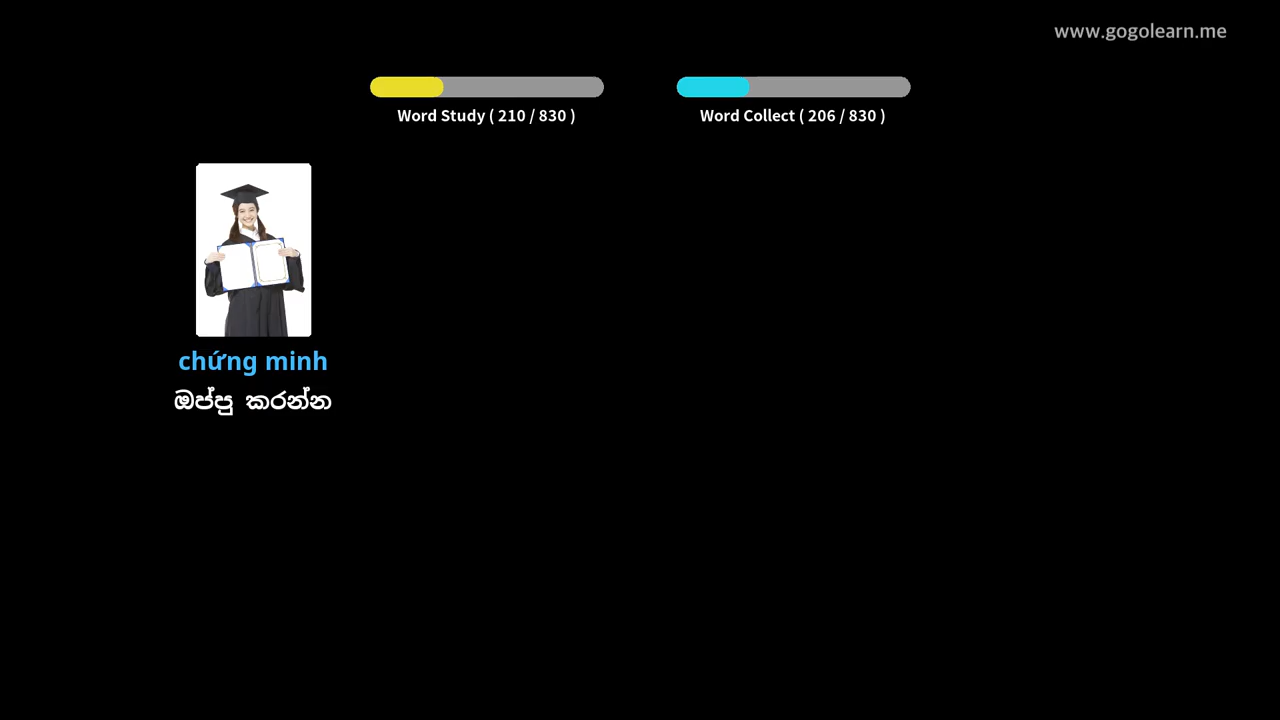 www.gogolearn.me
Word Study ( 210 / 830 )
Word Collect ( 206 / 830 )
chứng minh
ඔප්පු කරන්න